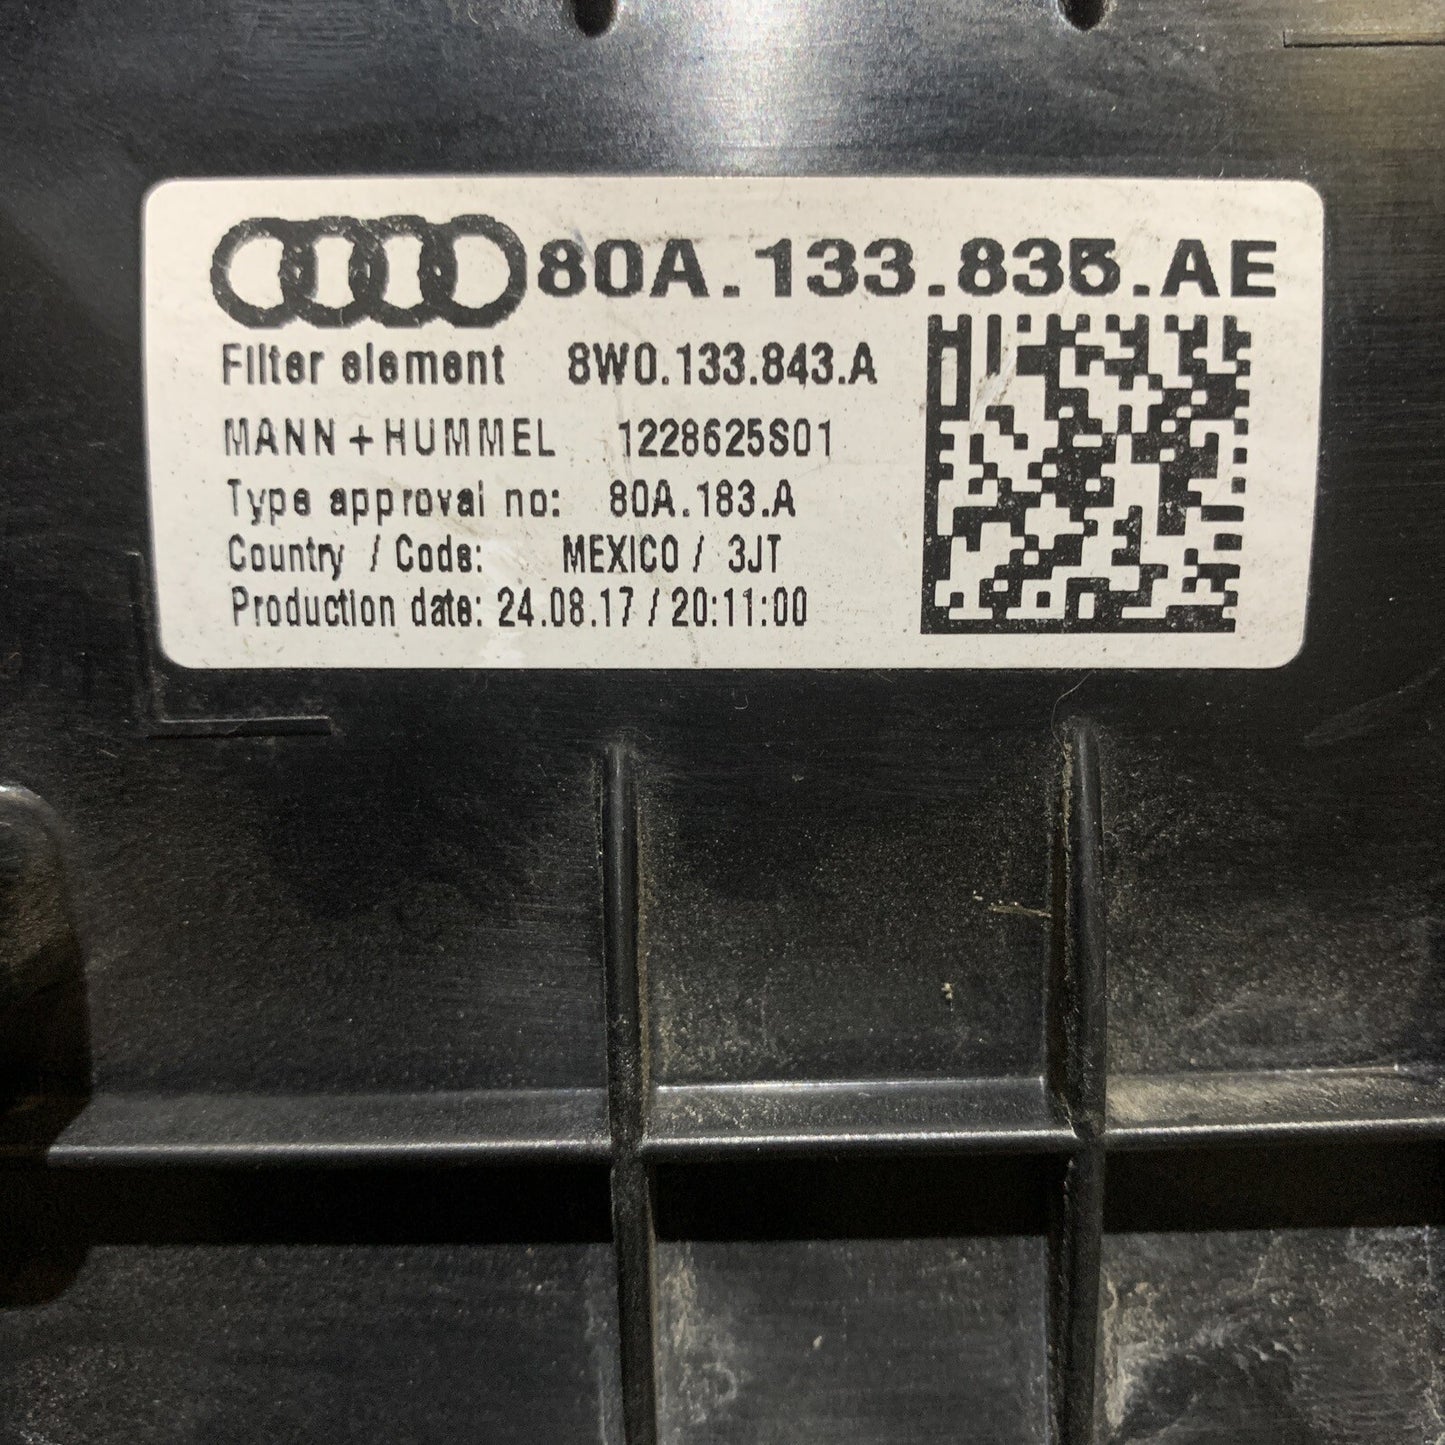 80A.133.835.AE
Filter element 8W0.133.843.A
MANN+HUMMEL 1228625S01
Type approval no: 80A.183.A
Country / Code: MEXICO / 3JT
Production date: 24.08.17 / 20:11:00